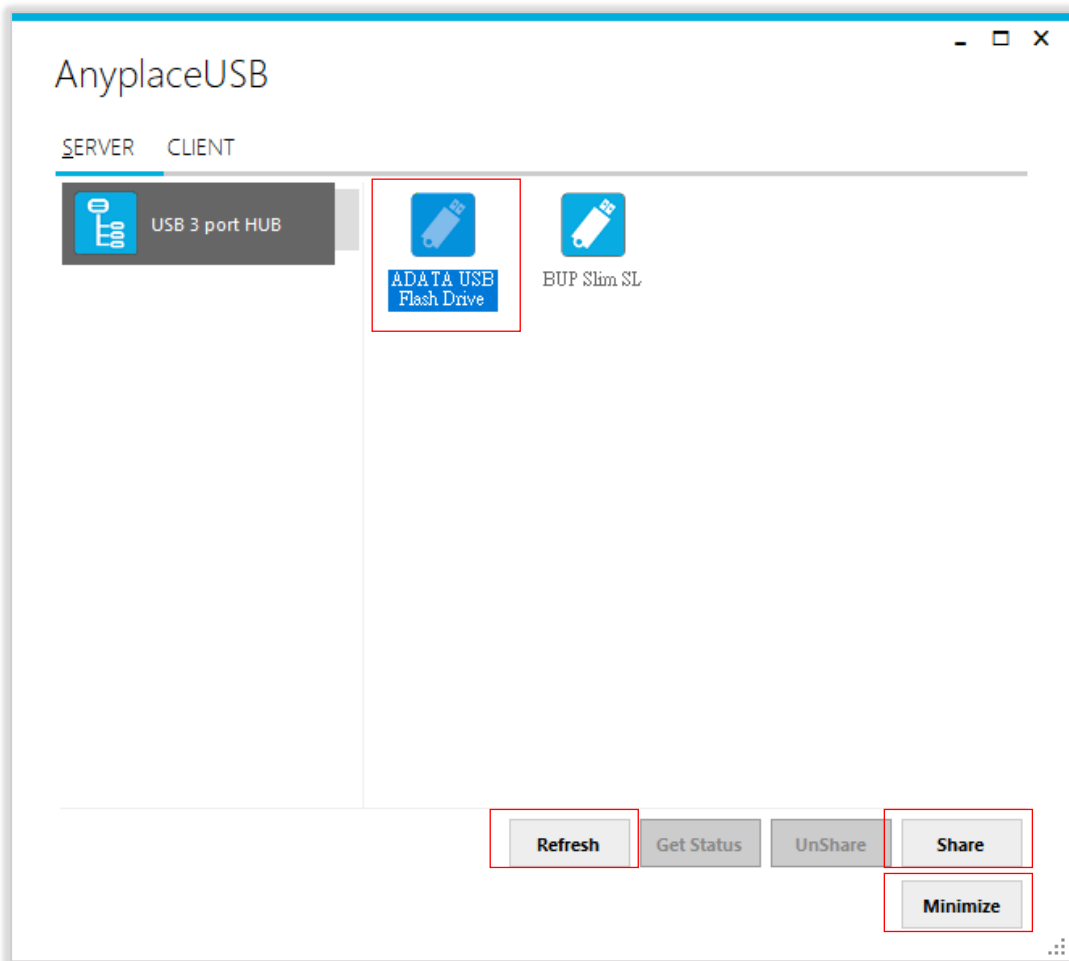 AnyplaceUSB
SERVER CLIENT
USB 3 port HUB
ADATA USB
Flash Drive
BUP Slim SL
Refresh Get Status UnShare Share
Minimize